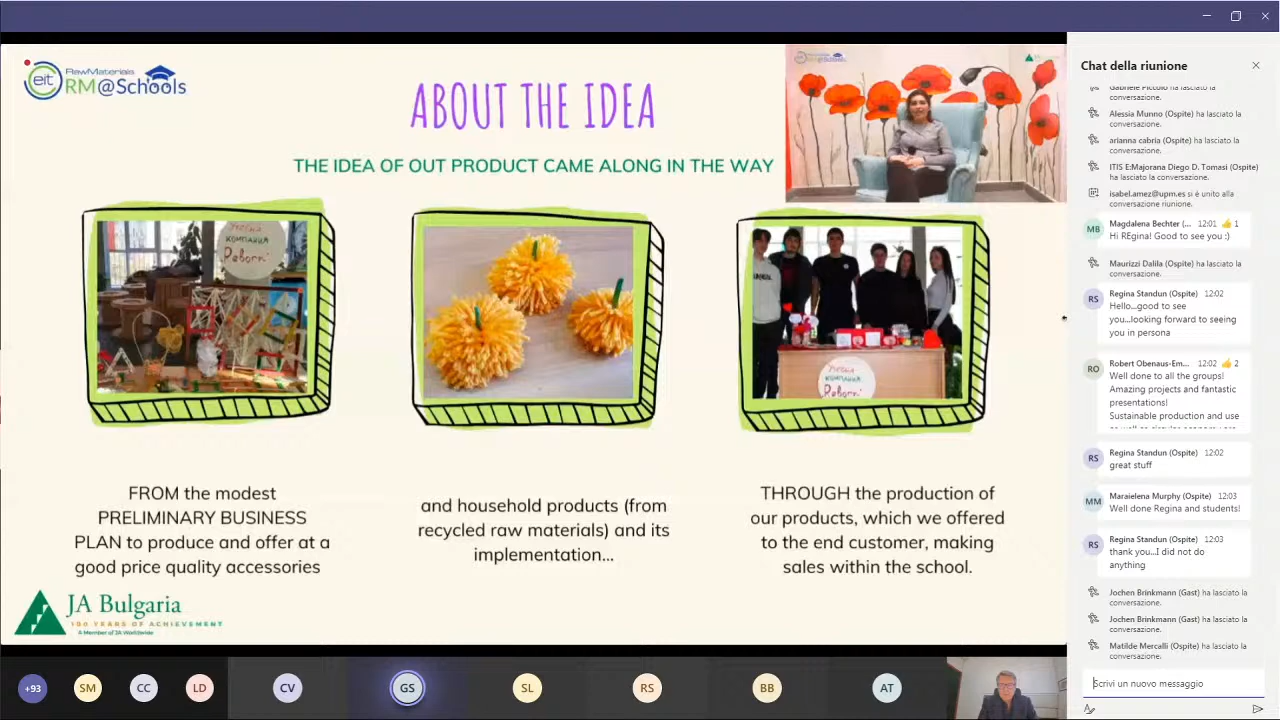 eit RawMaterials
RM@Schools
ABOUT THE IDEA
THE IDEA OF OUT PRODUCT CAME ALONG IN THE WAY
RM@Schools
УЧЕБНА
КОМПАНИЯ
Reborn
УЧЕБНА
КОМПАНИЯ
Reborn
FROM the modest
PRELIMINARY BUSINESS
PLAN to produce and offer at a
good price quality accessories
and household products (from
recycled raw materials) and its
implementation...
THROUGH the production of
our products, which we offered
to the end customer, making
sales within the school.
JA Bulgaria
100 YEARS OF ACHIEVEMENT
A Member of JA Worldwide
+93
SM
CC
LD
CV
GS
SL
RS
BB
AT
Chat della riunione
Gabriele Piccolo ha lasciato la
conversazione.
Alessia Munno (Ospite) ha lasciato la
conversazione.
arianna cabria (Ospite) ha lasciato la
conversazione.
ITIS E:Majorana Diego D. Tomasi (Ospite)
ha lasciato la conversazione.
isabel.amez@upm.es si è unito alla
conversazione riunione.
MB
Magdalena Bechter (... 12:01 👍 1
Hi REgina! Good to see you :)
Maurizzi Dalila (Ospite) ha lasciato la
conversazione.
RS
Regina Standun (Ospite) 12:02
Hello...good to see
you...looking forward to seeing
you in persona
RO
Robert Obenaus-Em... 12:02 👍 2
Well done to all the groups!
Amazing projects and fantastic
presentations!
Sustainable production and use
RS
Regina Standun (Ospite) 12:02
great stuff
MM
Maraielena Murphy (Ospite) 12:03
Well done Regina and students!
RS
Regina Standun (Ospite) 12:03
thank you...I did not do
anything
Jochen Brinkmann (Gast) ha lasciato la
conversazione.
Jochen Brinkmann (Gast) ha lasciato la
conversazione.
Matilde Mercalli (Ospite) ha lasciato la
conversazione.
Scrivi un nuovo messaggio